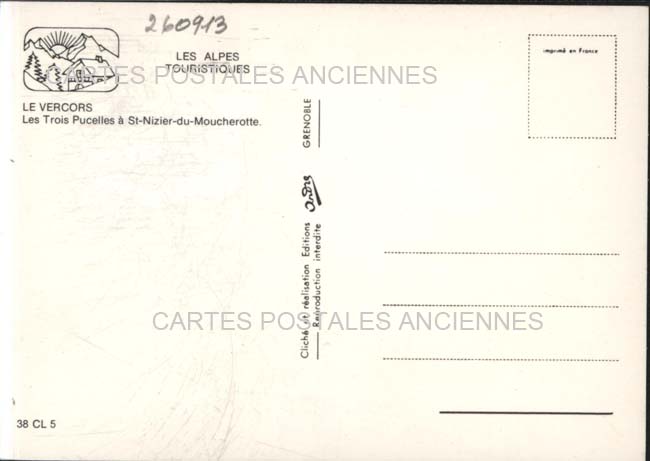 260913
LES ALPES
TOURISTIQUES
CARTES POSTALES ANCIENNES
LE VERCORS
Les Trois Pucelles à St-Nizier-du-Moucherotte.
imprimé en France
Cliché et réalisation Editions André GRENOBLE
Reproduction interdite
CARTES POSTALES ANCIENNES
38 CL 5